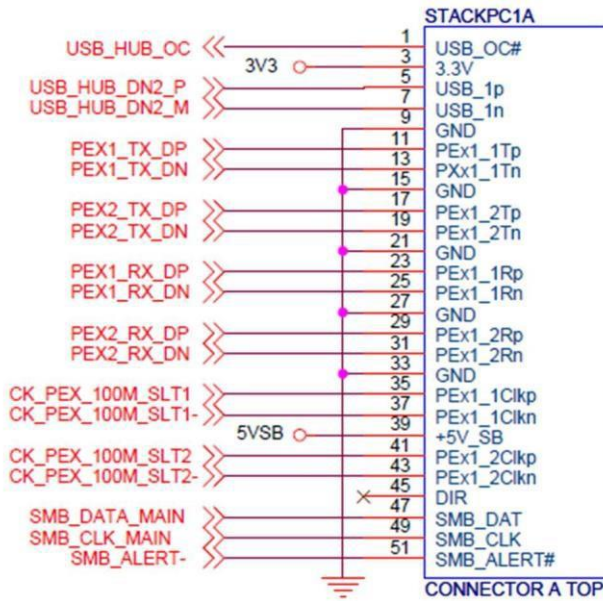 STACKPC1A
USB_HUB_OC 1 USB_OC#
3V3 3 3.3V
USB_HUB_DN2_P 5 USB_1p
USB_HUB_DN2_M 7 USB_1n
9 GND
PEX1_TX_DP 11 PEx1_1Tp
PEX1_TX_DN 13 PXx1_1Tn
15 GND
PEX2_TX_DP 17 PEx1_2Tp
PEX2_TX_DN 19 PEx1_2Tn
21 GND
PEX1_RX_DP 23 PEx1_1Rp
PEX1_RX_DN 25 PEx1_1Rn
27 GND
PEX2_RX_DP 29 PEx1_2Rp
PEX2_RX_DN 31 PEx1_2Rn
33 GND
CK_PEX_100M_SLT1 35 PEx1_1Clkp
CK_PEX_100M_SLT1- 37 PEx1_1Clkn
5VSB 39 +5V_SB
CK_PEX_100M_SLT2 41 PEx1_2Clkp
CK_PEX_100M_SLT2- 43 PEx1_2Clkn
45 DIR
SMB_DATA_MAIN 47 SMB_DAT
SMB_CLK_MAIN 49 SMB_CLK
SMB_ALERT- 51 SMB_ALERT#
CONNECTOR A TOP